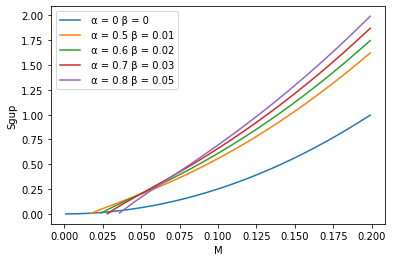 α = 0 β = 0
α = 0.5 β = 0.01
α = 0.6 β = 0.02
α = 0.7 β = 0.03
α = 0.8 β = 0.05
2.00
1.75
1.50
1.25
1.00
0.75
0.50
0.25
0.00
Sgup
0.000 0.025 0.050 0.075 0.100 0.125 0.150 0.175 0.200
M